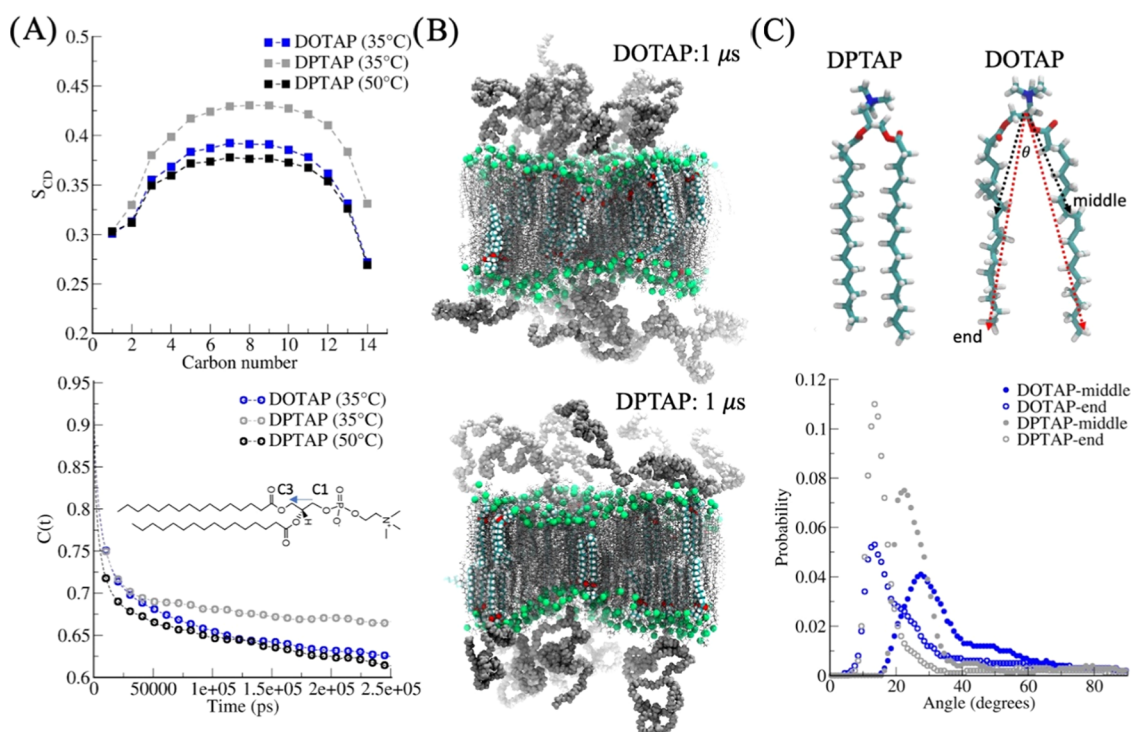 (A)
0.5
0.45
0.4
0.35
0.3
0.25
0.2
S_CD
DOTAP (35°C)
DPTAP (35°C)
DPTAP (50°C)
0 2 4 6 8 10 12 14
Carbon number
0.95
0.9
0.85
0.8
0.75
0.7
0.65
0.6
C(t)
DOTAP (35°C)
DPTAP (35°C)
DPTAP (50°C)
C3 C1
O
O
O
H
O
O
P
O
O-
O
N
0 50000 1e+05 1.5e+05 2e+05 2.5e+05
Time (ps)
(B)
DOTAP:1 μs
DPTAP: 1 μs
(C)
DPTAP
DOTAP
θ
middle
end
0.12
0.1
0.08
0.06
0.04
0.02
0
Probability
DOTAP-middle
DOTAP-end
DPTAP-middle
DPTAP-end
0 20 40 60 80
Angle (degrees)